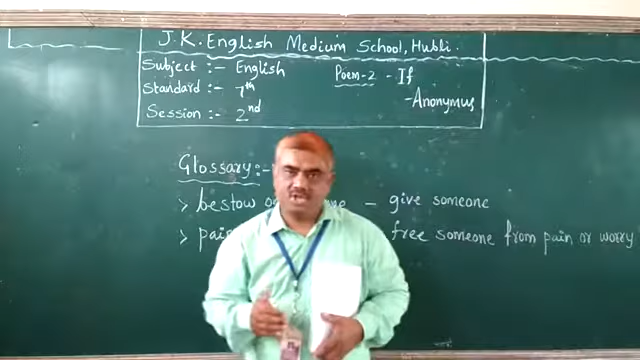 J.K. English Medium School, Hubli.
Subject :- English
Poem-2 - If
Standard :- 7th
- Anonymus
Session :- 2nd
Glossary :-
> bestow - give someone
> free someone from pain or worry